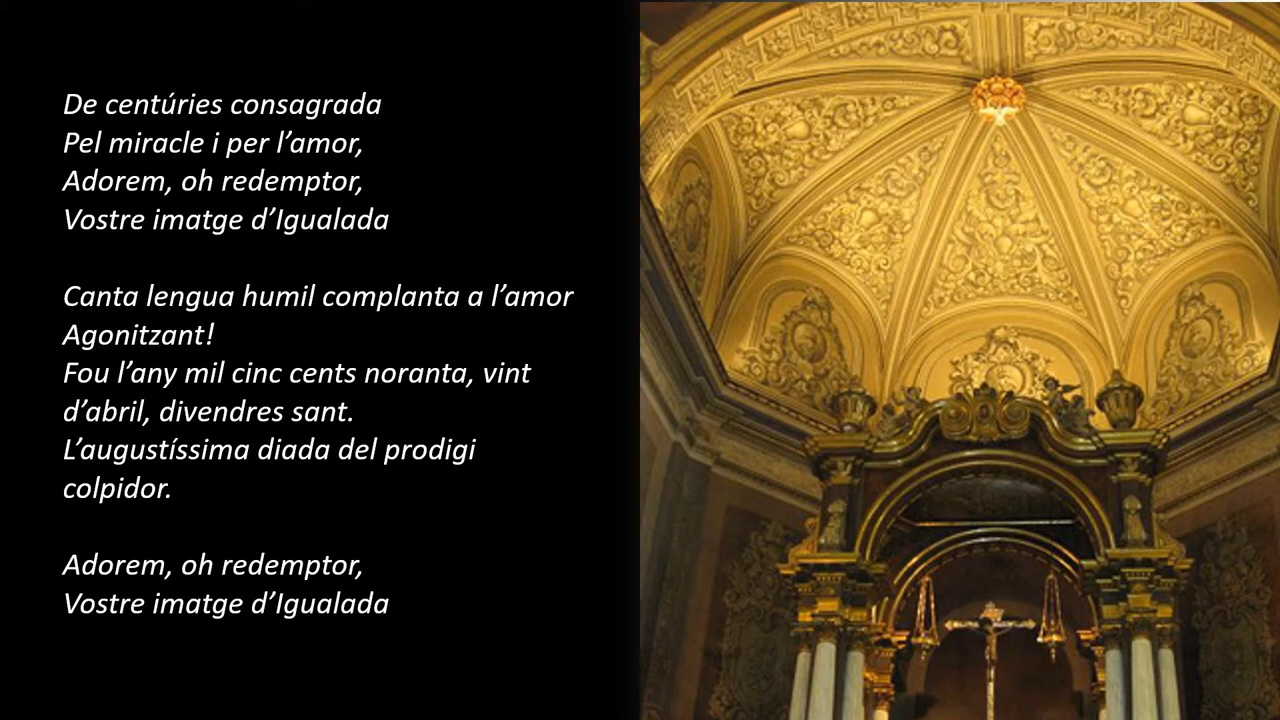 De centúries consagrada
Pel miracle i per l’amor,
Adorem, oh redemptor,
Vostre imatge d’Igualada
Canta lengua humil complanta a l’amor
Agonitzant!
Fou l’any mil cinc cents noranta, vint
d’abril, divendres sant.
L’augustíssima diada del prodigi
colpidor.
Adorem, oh redemptor,
Vostre imatge d’Igualada